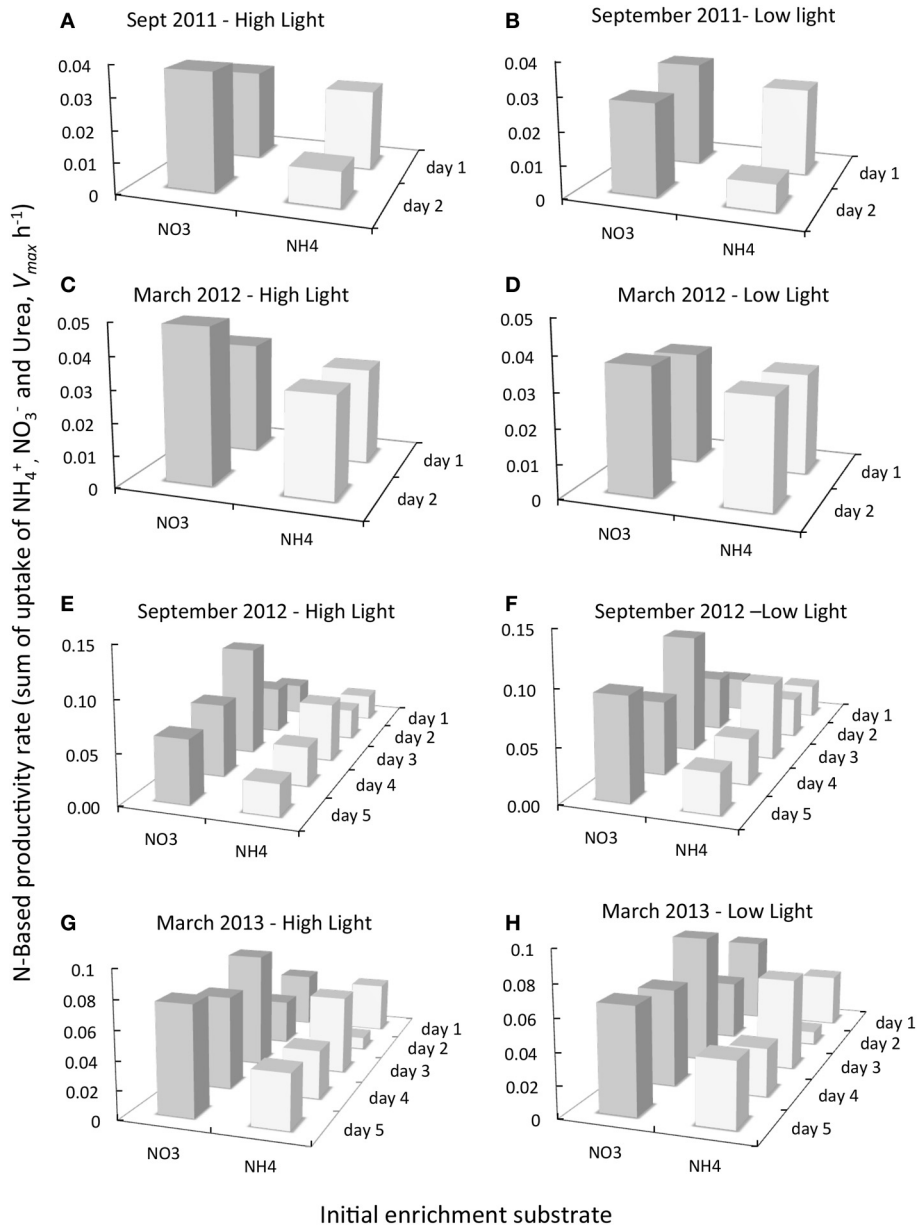 N-Based productivity rate (sum of uptake of NH₄⁺, NO₃⁻ and Urea, Vmax h⁻¹)
A
Sept 2011 - High Light
0.04
0.03
0.02
0.01
0
NO3
NH4
day 1
day 2
B
September 2011- Low light
0.04
0.03
0.02
0.01
0
NO3
NH4
day 1
day 2
C
March 2012 - High Light
0.05
0.04
0.03
0.02
0.01
0
NO3
NH4
day 1
day 2
D
March 2012 - Low Light
0.05
0.04
0.03
0.02
0.01
0
NO3
NH4
day 1
day 2
E
September 2012 - High Light
0.15
0.10
0.05
0.00
NO3
NH4
day 1
day 2
day 3
day 4
day 5
F
September 2012 –Low Light
0.15
0.10
0.05
0.00
NO3
NH4
day 1
day 2
day 3
day 4
day 5
G
March 2013 - High Light
0.1
0.08
0.06
0.04
0.02
0
NO3
NH4
day 1
day 2
day 3
day 4
day 5
H
March 2013 - Low Light
0.1
0.08
0.06
0.04
0.02
0
NO3
NH4
day 1
day 2
day 3
day 4
day 5
Initial enrichment substrate